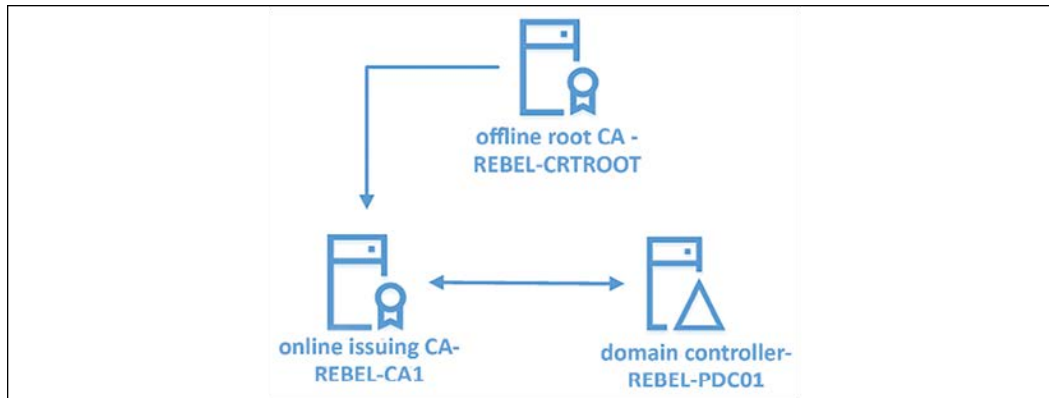 offline root CA -
REBEL-CRTROOT
online issuing CA-
REBEL-CA1
domain controller-
REBEL-PDC01